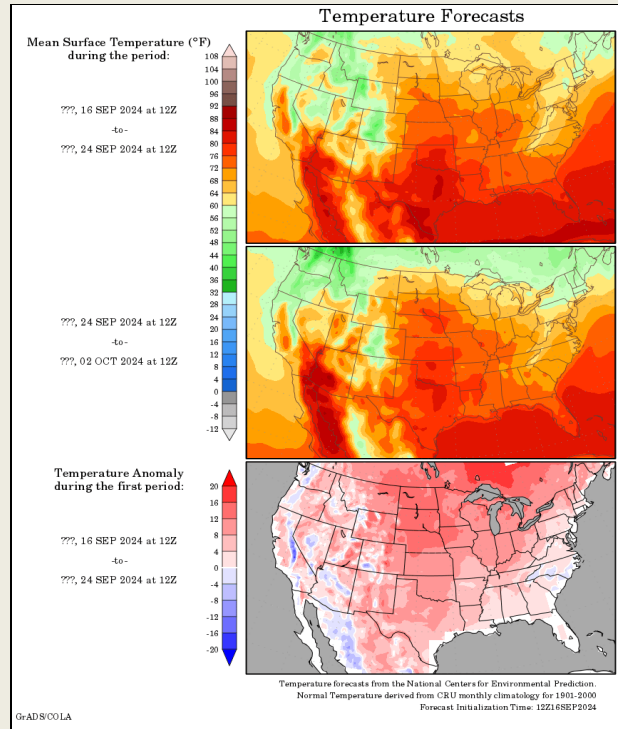 Temperature Forecasts
Mean Surface Temperature (°F)
during the period:
108
104
100
96
92
88
84
80
76
72
68
64
60
56
52
48
44
40
36
32
28
24
20
16
12
8
4
0
-4
-8
-12
???, 16 SEP 2024 at 12Z
-to-
???, 24 SEP 2024 at 12Z
???, 24 SEP 2024 at 12Z
-to-
???, 02 OCT 2024 at 12Z
Temperature Anomaly
during the first period:
20
16
12
8
4
0
-4
-8
-12
-16
-20
???, 16 SEP 2024 at 12Z
-to-
???, 24 SEP 2024 at 12Z
Temperature forecasts from the National Centers for Environmental Prediction.
Normal Temperature derived from CRU monthly climatology for 1901-2000
Forecast Initialization Time: 12Z16SEP2024
GrADS/COLA